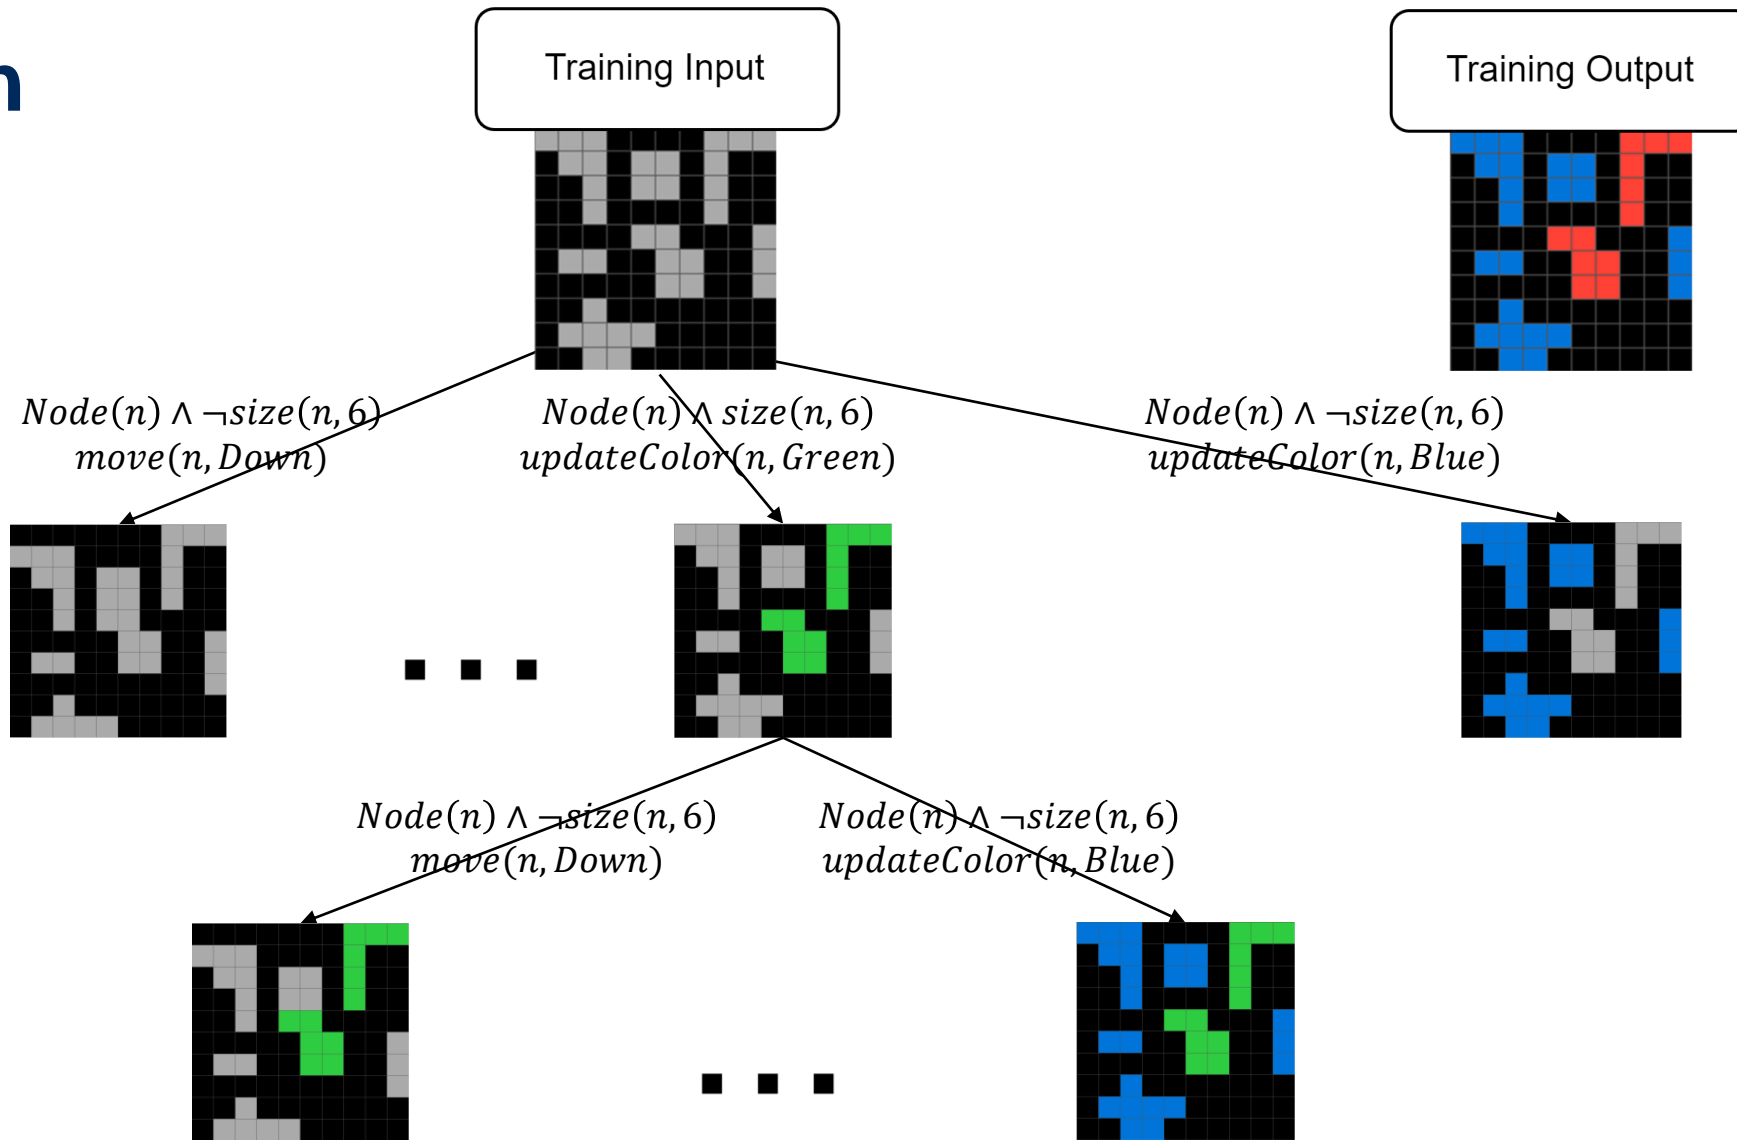 n
Training Input
Training Output
Node(n) ∧ ¬size(n, 6)
move(n, Down)
Node(n) ∧ size(n, 6)
updateColor(n, Green)
Node(n) ∧ ¬size(n, 6)
updateColor(n, Blue)
Node(n) ∧ ¬size(n, 6)
move(n, Down)
Node(n) ∧ ¬size(n, 6)
updateColor(n, Blue)